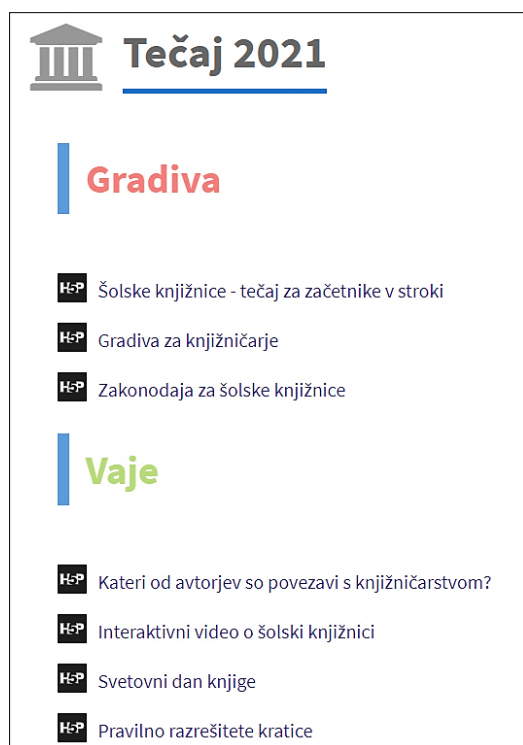 Tečaj 2021
Gradiva
H5P Šolske knjižnice - tečaj za začetnike v stroki
H5P Gradiva za knjižničarje
H5P Zakonodaja za šolske knjižnice
Vaje
H5P Kateri od avtorjev so povezavi s knjižničarstvom?
H5P Interaktivni video o šolski knjižnici
H5P Svetovni dan knjige
H5P Pravilno razrešitete kratice